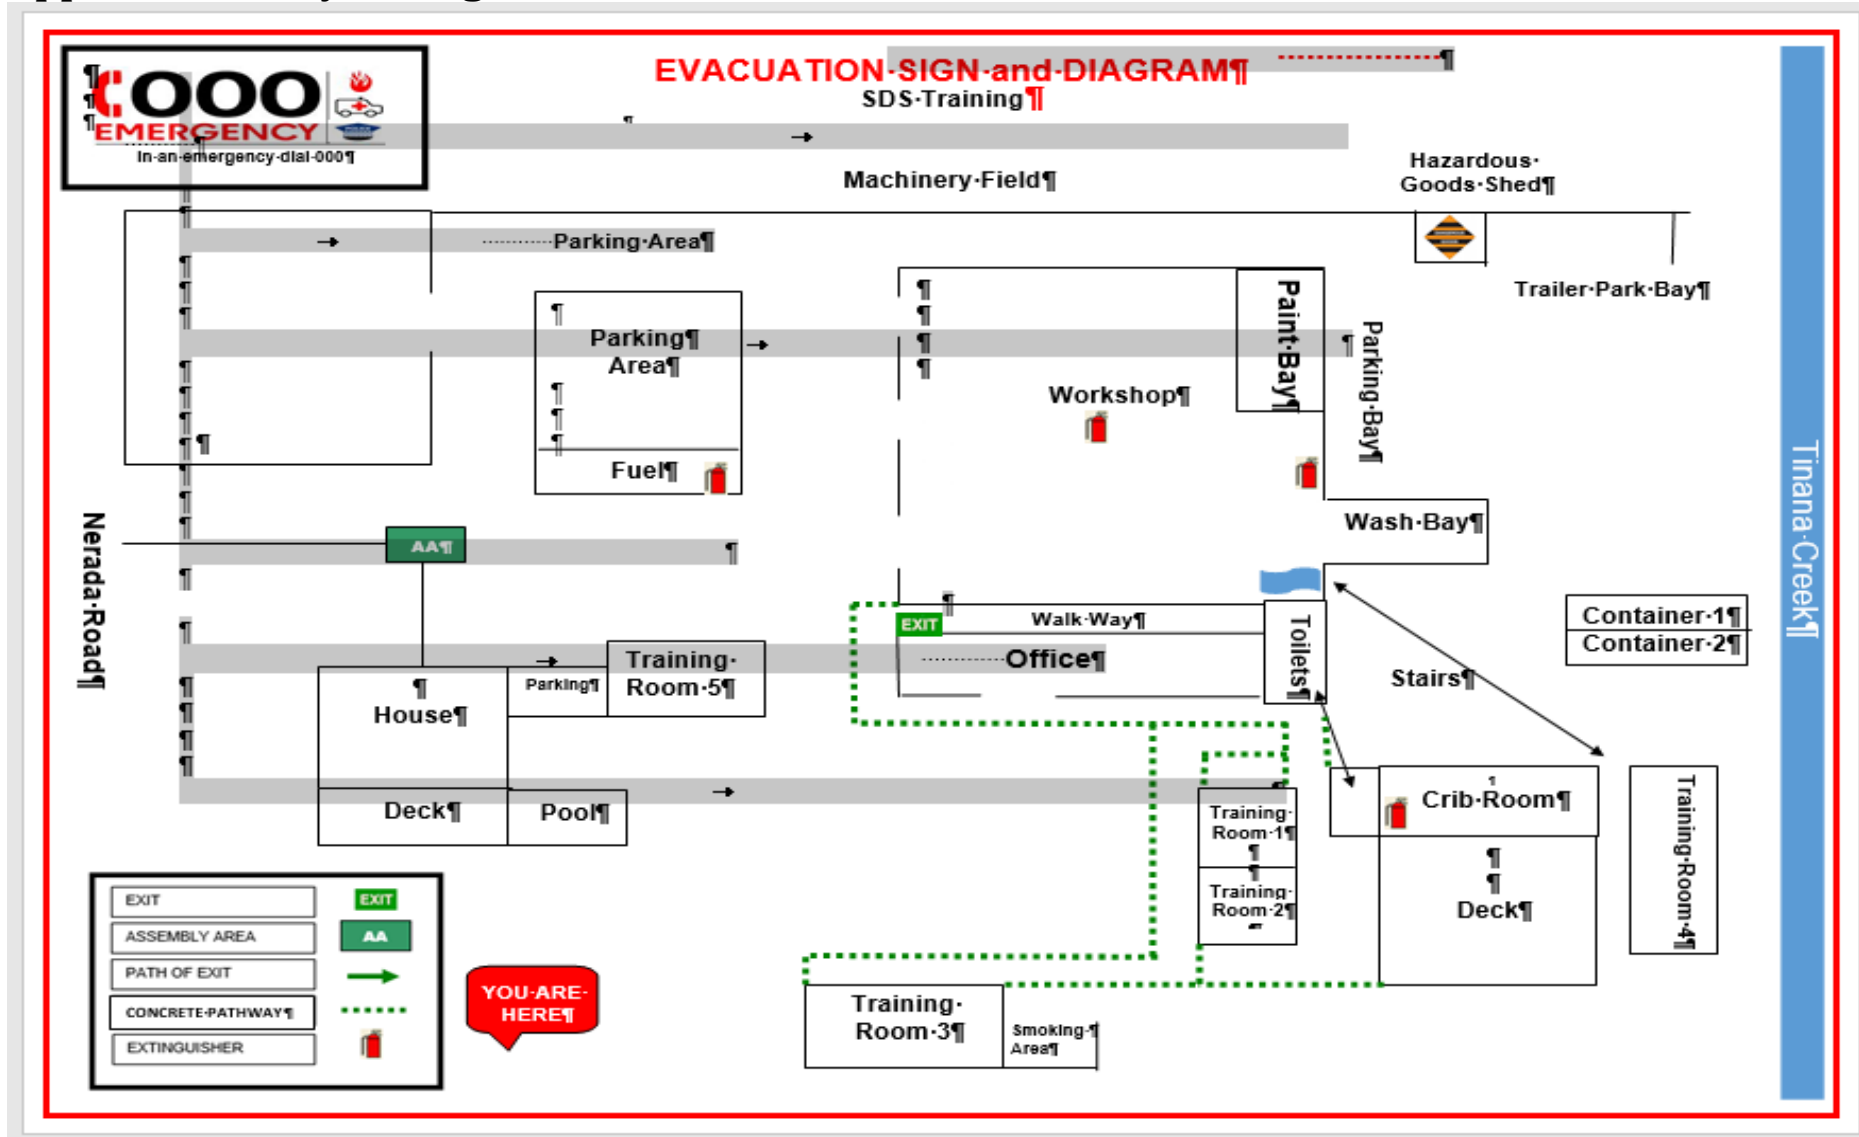 EVACUATION·SIGN·and·DIAGRAM¶
SDS·Training¶
000
EMERGENCY
POLICE
In·an·emergency·dial·000¶
Machinery·Field¶
Hazardous·
Goods·Shed¶
Parking·Area¶
Trailer·Park·Bay¶
Parking¶
Area¶
Fuel¶
Paint·Bay¶
Parking·Bay¶
Workshop¶
Wash·Bay¶
Tinana·Creek¶
Nerada·Road¶
AA¶
EXIT
Walk·Way¶
Toilets¶
Container·1¶
Container·2¶
Office¶
Stairs¶
Training·
Room·5¶
Parking¶
House¶
Deck¶
Pool¶
Training·
Room·1¶
Training·
Room·2¶
Crib·Room¶
Deck¶
Training·Room·4¶
Training·
Room·3¶
Smoking·¶
Area¶
YOU·ARE·
HERE¶
EXIT
EXIT
ASSEMBLY AREA
AA
PATH OF EXIT
CONCRETE·PATHWAY¶
EXTINGUISHER